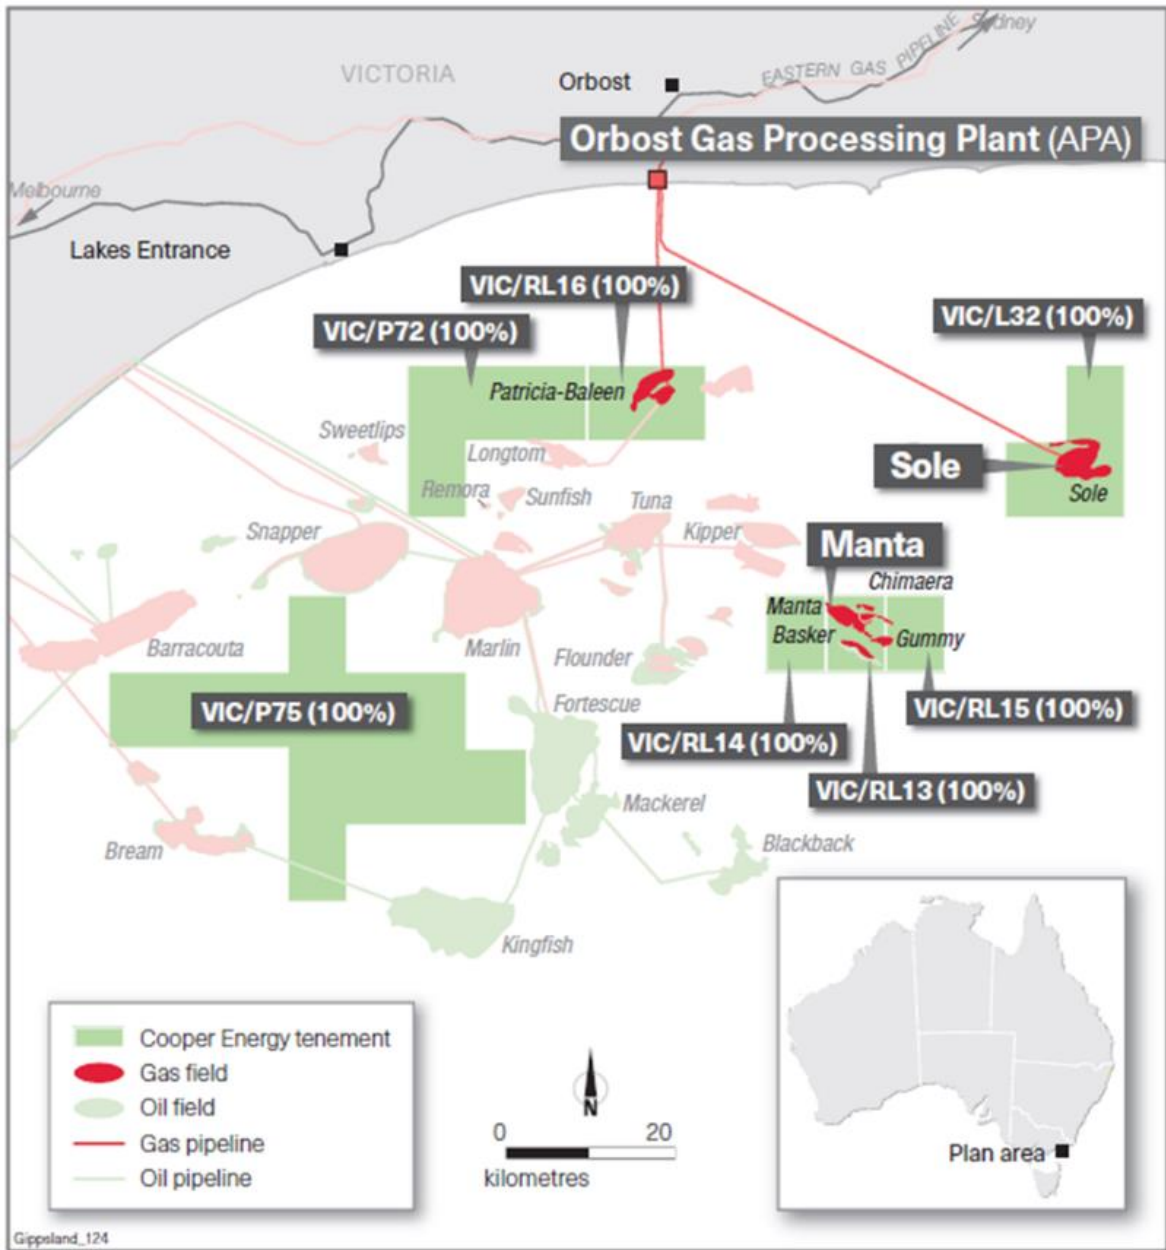 Sydney
EASTERN GAS PIPELINE
VICTORIA
Orbost
Orbost Gas Processing Plant (APA)
Melbourne
Lakes Entrance
VIC/RL16 (100%)
VIC/P72 (100%)
VIC/L32 (100%)
Patricia-Baleen
Sweetlips
Longtom
Sole
Remora
Sunfish
Sole
Snapper
Tuna
Kipper
Manta
Chimaera
Manta
Basker
Gummy
Barracouta
Marlin
Flounder
Fortescue
VIC/P75 (100%)
VIC/RL15 (100%)
VIC/RL14 (100%)
VIC/RL13 (100%)
Mackerel
Bream
Blackback
Kingfish
Cooper Energy tenement
Gas field
Oil field
Gas pipeline
Oil pipeline
N
0 20
kilometres
Plan area
Gippsland_124